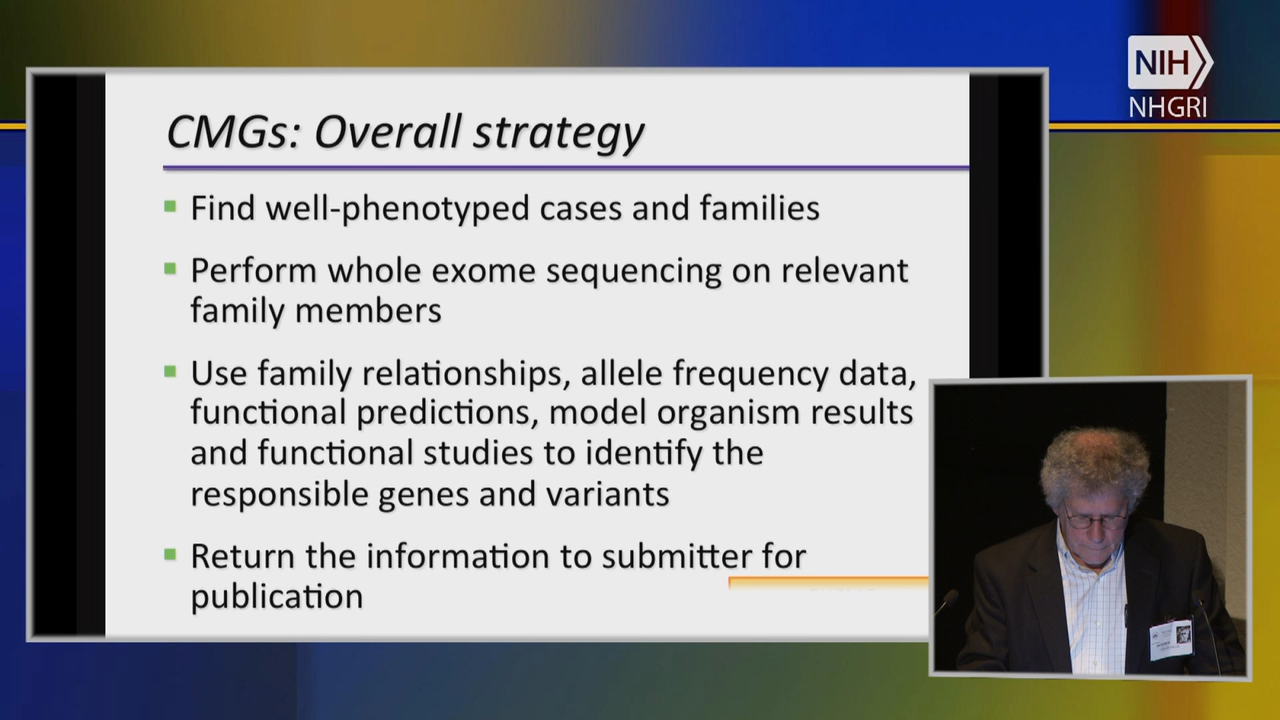 NIH
NHGRI
CMGs: Overall strategy
Find well-phenotyped cases and families
Perform whole exome sequencing on relevant
family members
Use family relationships, allele frequency data,
functional predictions, model organism results
and functional studies to identify the
responsible genes and variants
Return the information to submitter for
publication